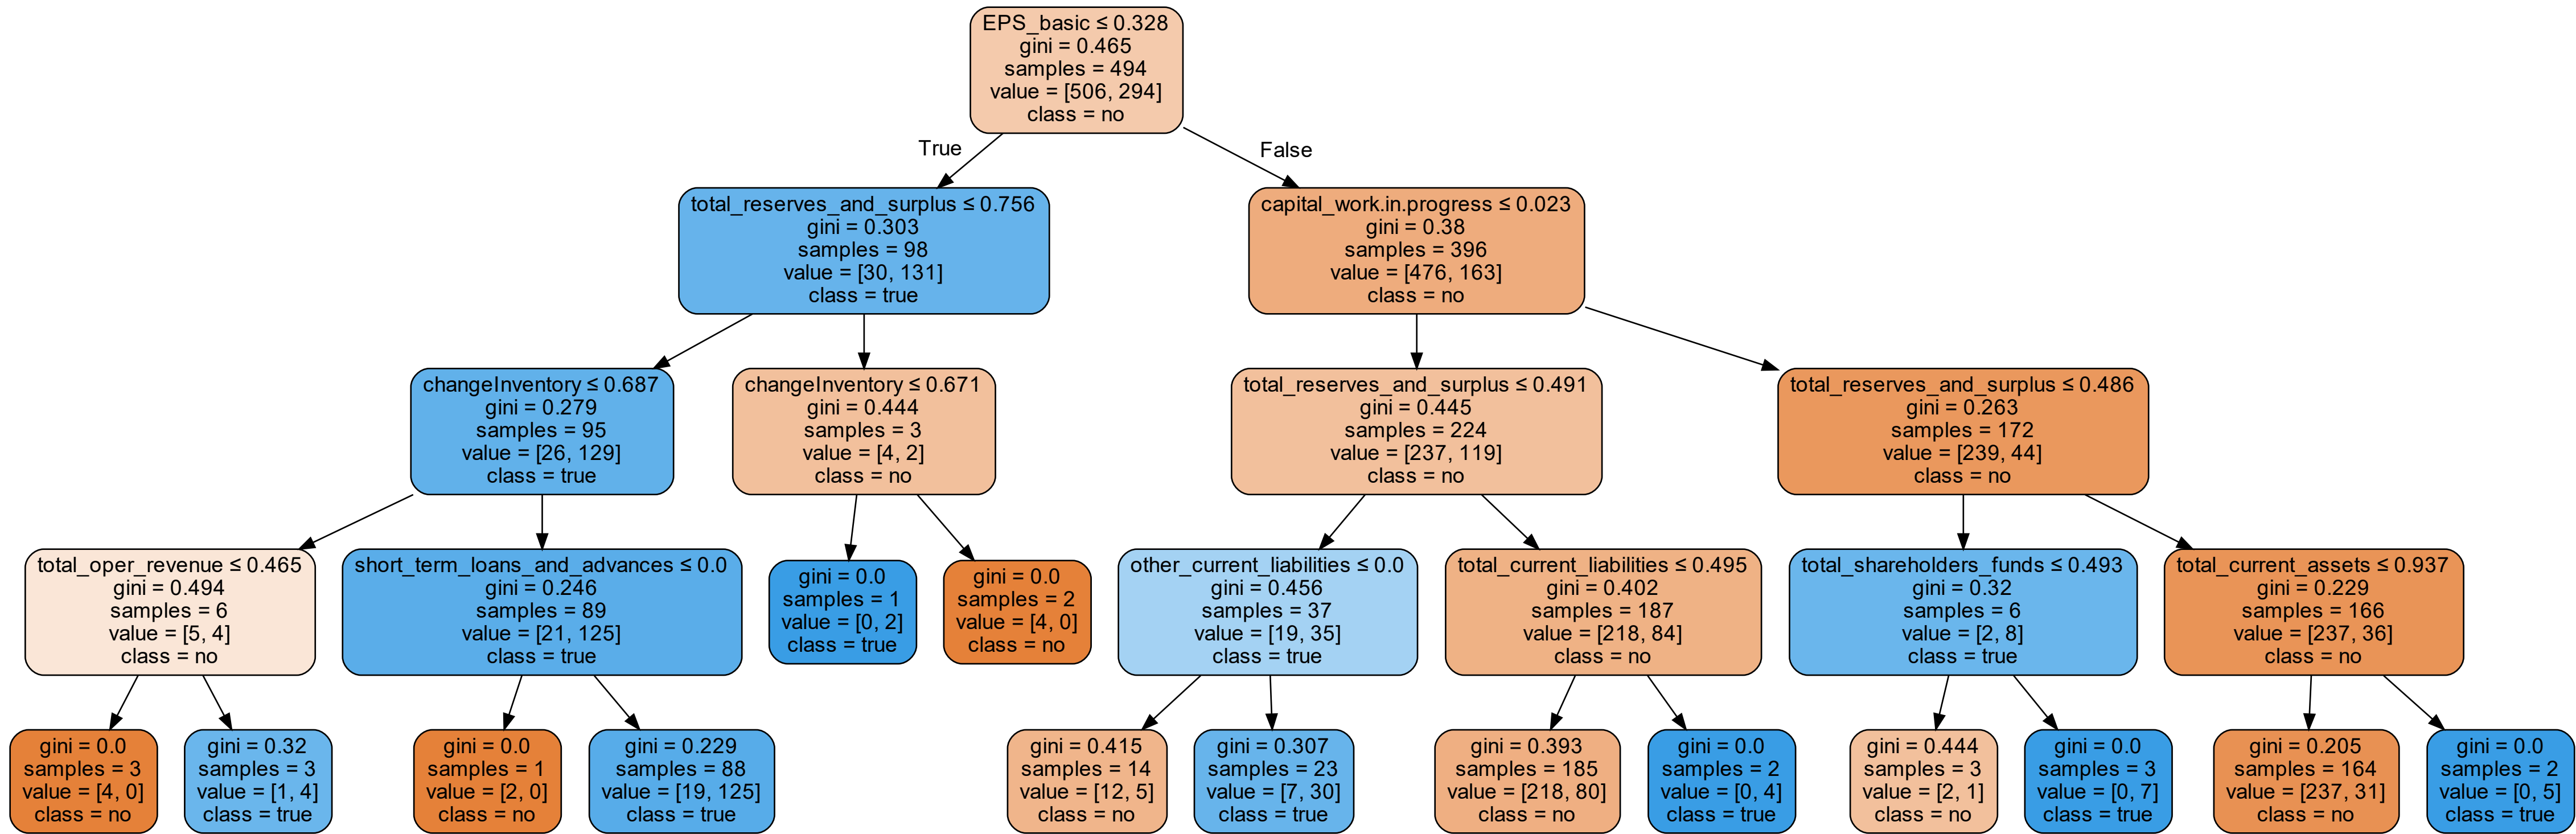 EPS_basic ≤ 0.328
gini = 0.465
samples = 494
value = [506, 294]
class = no
True
False
total_reserves_and_surplus ≤ 0.756
gini = 0.303
samples = 98
value = [30, 131]
class = true
capital_work.in.progress ≤ 0.023
gini = 0.38
samples = 396
value = [476, 163]
class = no
changeInventory ≤ 0.687
gini = 0.279
samples = 95
value = [26, 129]
class = true
changeInventory ≤ 0.671
gini = 0.444
samples = 3
value = [4, 2]
class = no
total_reserves_and_surplus ≤ 0.491
gini = 0.445
samples = 224
value = [237, 119]
class = no
total_reserves_and_surplus ≤ 0.486
gini = 0.263
samples = 172
value = [239, 44]
class = no
total_oper_revenue ≤ 0.465
gini = 0.494
samples = 6
value = [5, 4]
class = no
short_term_loans_and_advances ≤ 0.0
gini = 0.246
samples = 89
value = [21, 125]
class = true
gini = 0.0
samples = 1
value = [0, 2]
class = true
gini = 0.0
samples = 2
value = [4, 0]
class = no
other_current_liabilities ≤ 0.0
gini = 0.456
samples = 37
value = [19, 35]
class = true
total_current_liabilities ≤ 0.495
gini = 0.402
samples = 187
value = [218, 84]
class = no
total_shareholders_funds ≤ 0.493
gini = 0.32
samples = 6
value = [2, 8]
class = true
total_current_assets ≤ 0.937
gini = 0.229
samples = 166
value = [237, 36]
class = no
gini = 0.0
samples = 3
value = [4, 0]
class = no
gini = 0.32
samples = 3
value = [1, 4]
class = true
gini = 0.0
samples = 1
value = [2, 0]
class = no
gini = 0.229
samples = 88
value = [19, 125]
class = true
gini = 0.415
samples = 14
value = [12, 5]
class = no
gini = 0.307
samples = 23
value = [7, 30]
class = true
gini = 0.393
samples = 185
value = [218, 80]
class = no
gini = 0.0
samples = 2
value = [0, 4]
class = true
gini = 0.444
samples = 3
value = [2, 1]
class = no
gini = 0.0
samples = 3
value = [0, 7]
class = true
gini = 0.205
samples = 164
value = [237, 31]
class = no
gini = 0.0
samples = 2
value = [0, 5]
class = true